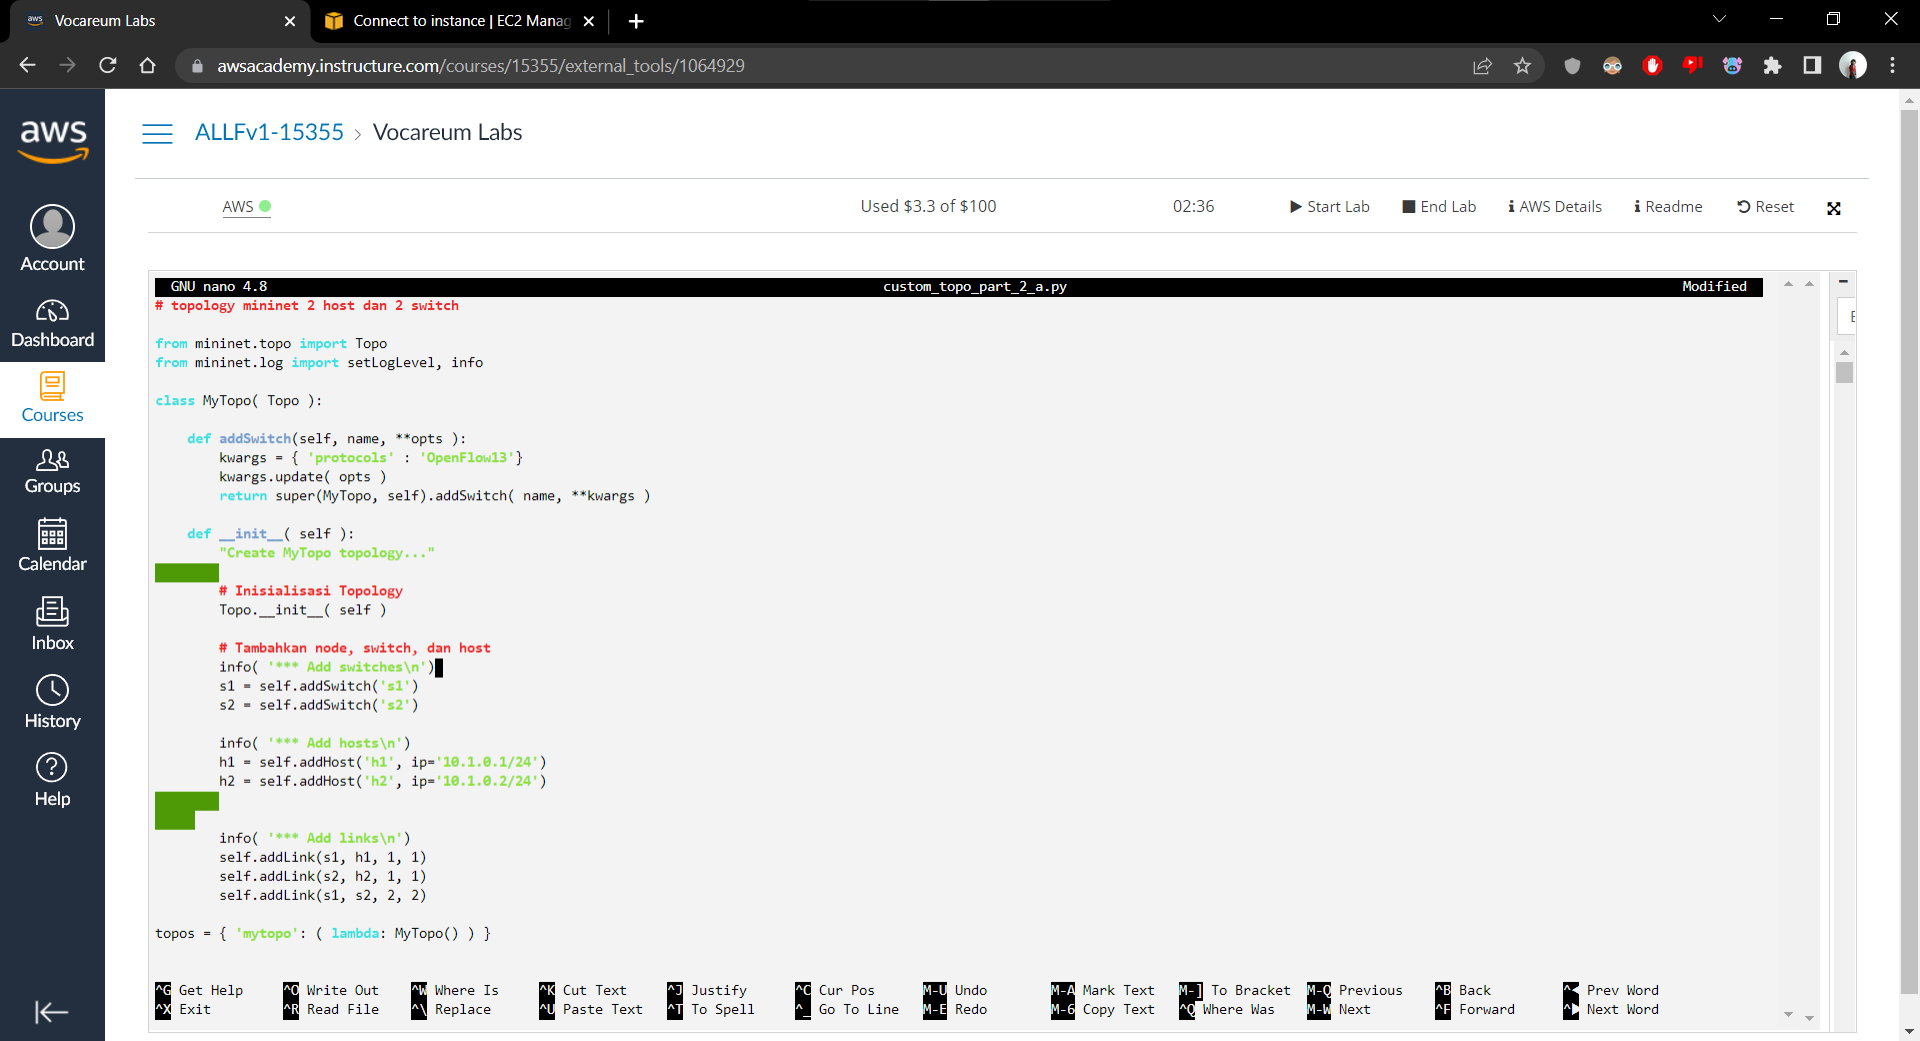 aws Vocareum Labs
Connect to instance | EC2 Manag
awsacademy.instructure.com/courses/15355/external_tools/1064929
aws
Account
Dashboard
Courses
Groups
Calendar
Inbox
History
Help
ALLFv1-15355 > Vocareum Labs
AWS
Used $3.3 of $100
02:36
Start Lab
End Lab
AWS Details
Readme
Reset
GNU nano 4.8 custom_topo_part_2_a.py Modified
# topology mininet 2 host dan 2 switch
from mininet.topo import Topo
from mininet.log import setLogLevel, info
class MyTopo( Topo ):
def addSwitch(self, name, **opts ):
kwargs = { 'protocols' : 'OpenFlow13'}
kwargs.update( opts )
return super(MyTopo, self).addSwitch( name, **kwargs )
def __init__( self ):
"Create MyTopo topology..."
# Inisialisasi Topology
Topo.__init__( self )
# Tambahkan node, switch, dan host
info( '*** Add switches\n')
s1 = self.addSwitch('s1')
s2 = self.addSwitch('s2')
info( '*** Add hosts\n')
h1 = self.addHost('h1', ip='10.1.0.1/24')
h2 = self.addHost('h2', ip='10.1.0.2/24')
info( '*** Add links\n')
self.addLink(s1, h1, 1, 1)
self.addLink(s2, h2, 1, 1)
self.addLink(s1, s2, 2, 2)
topos = { 'mytopo': ( lambda: MyTopo() ) }
^G Get Help ^O Write Out ^W Where Is ^K Cut Text ^J Justify ^C Cur Pos M-U Undo M-A Mark Text M-] To Bracket M-Q Previous ^B Back ^◀ Prev Word
^X Exit ^R Read File ^\ Replace ^U Paste Text ^T To Spell ^_ Go To Line M-E Redo M-6 Copy Text ^Q Where Was M-W Next ^F Forward ^▶ Next Word